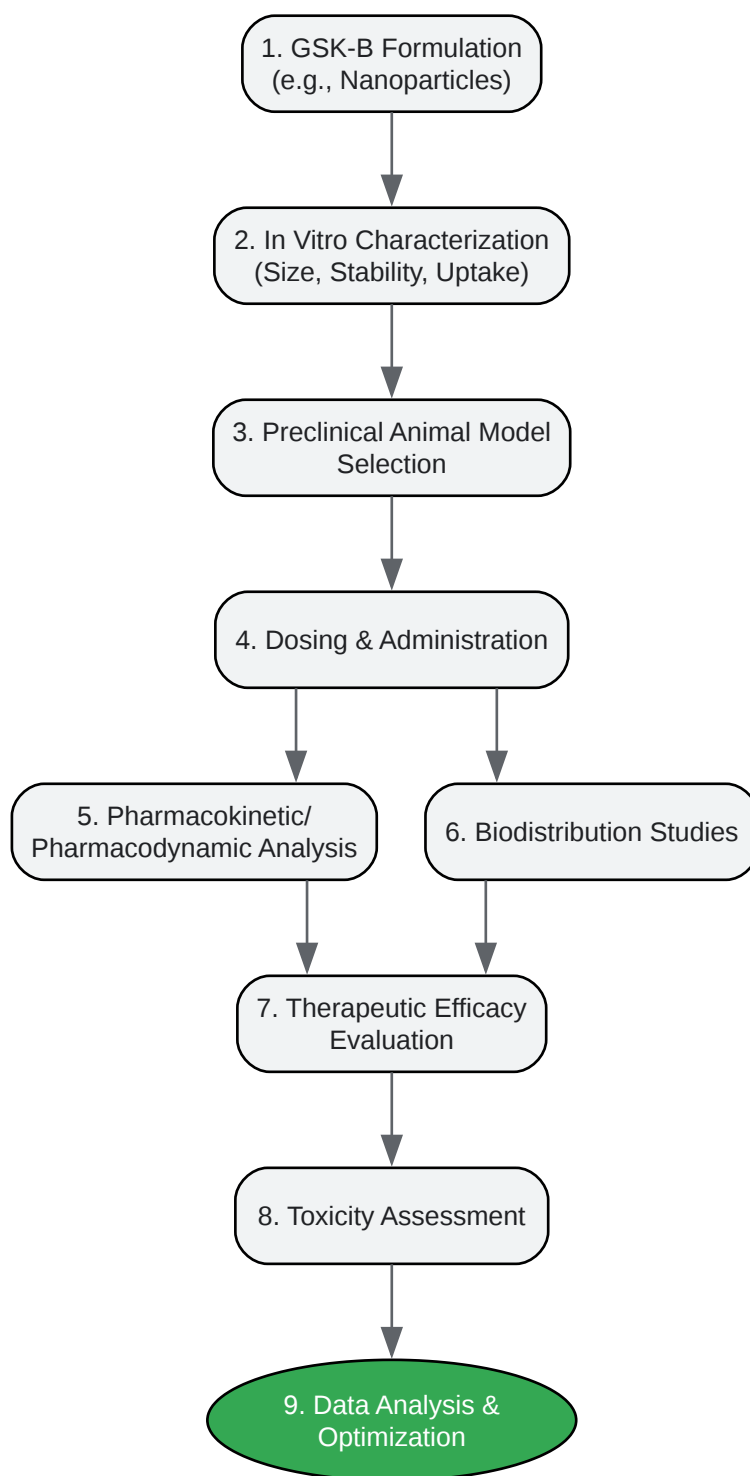 1. GSK-B Formulation
(e.g., Nanoparticles)
2. In Vitro Characterization
(Size, Stability, Uptake)
3. Preclinical Animal Model
Selection
4. Dosing & Administration
5. Pharmacokinetic/
Pharmacodynamic Analysis
6. Biodistribution Studies
7. Therapeutic Efficacy
Evaluation
8. Toxicity Assessment
9. Data Analysis &
Optimization